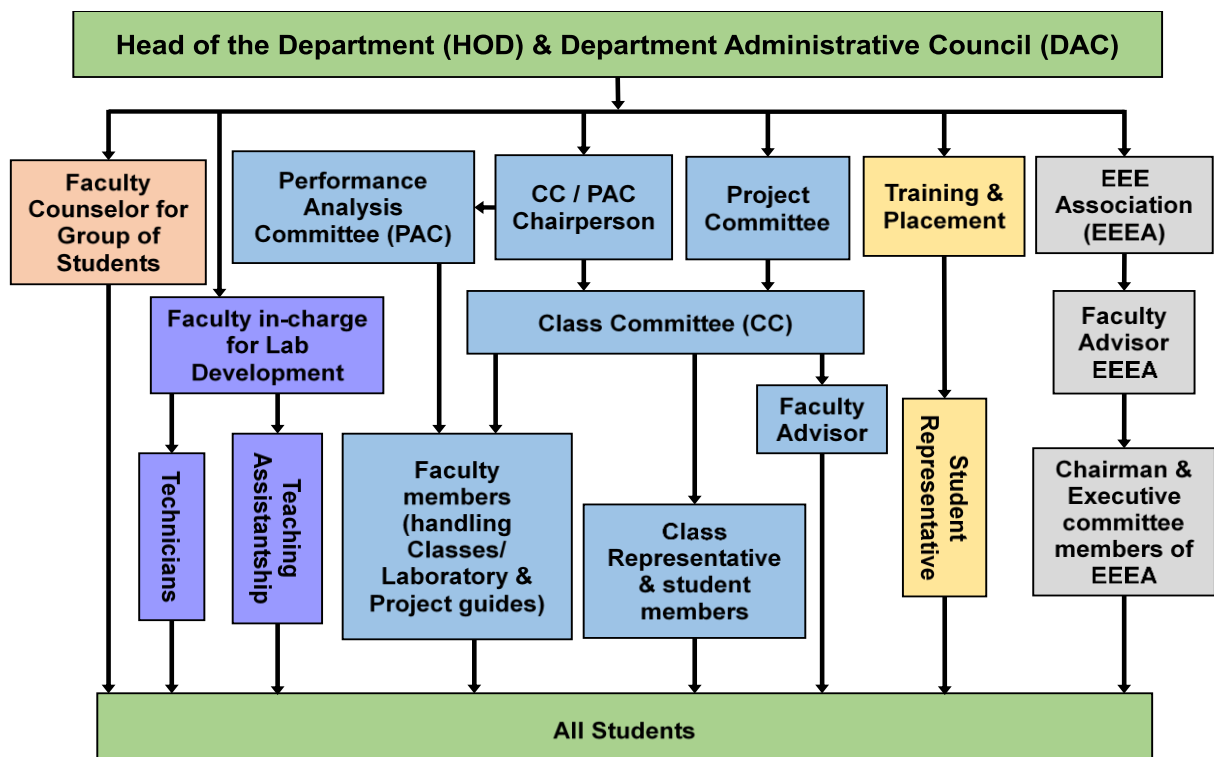 Head of the Department (HOD) & Department Administrative Council (DAC)
Faculty
Counselor for
Group of
Students
Performance
Analysis
Committee (PAC)
CC / PAC
Chairperson
Project
Committee
Training &
Placement
EEE
Association
(EEEA)
Faculty in-charge
for Lab
Development
Class Committee (CC)
Faculty
Advisor
EEEA
Faculty
Advisor
Technicians
Teaching
Assistantship
Faculty
members
(handling
Classes/
Laboratory &
Project guides)
Class
Representative
& student
members
Student
Representative
Chairman &
Executive
committee
members of
EEEA
All Students